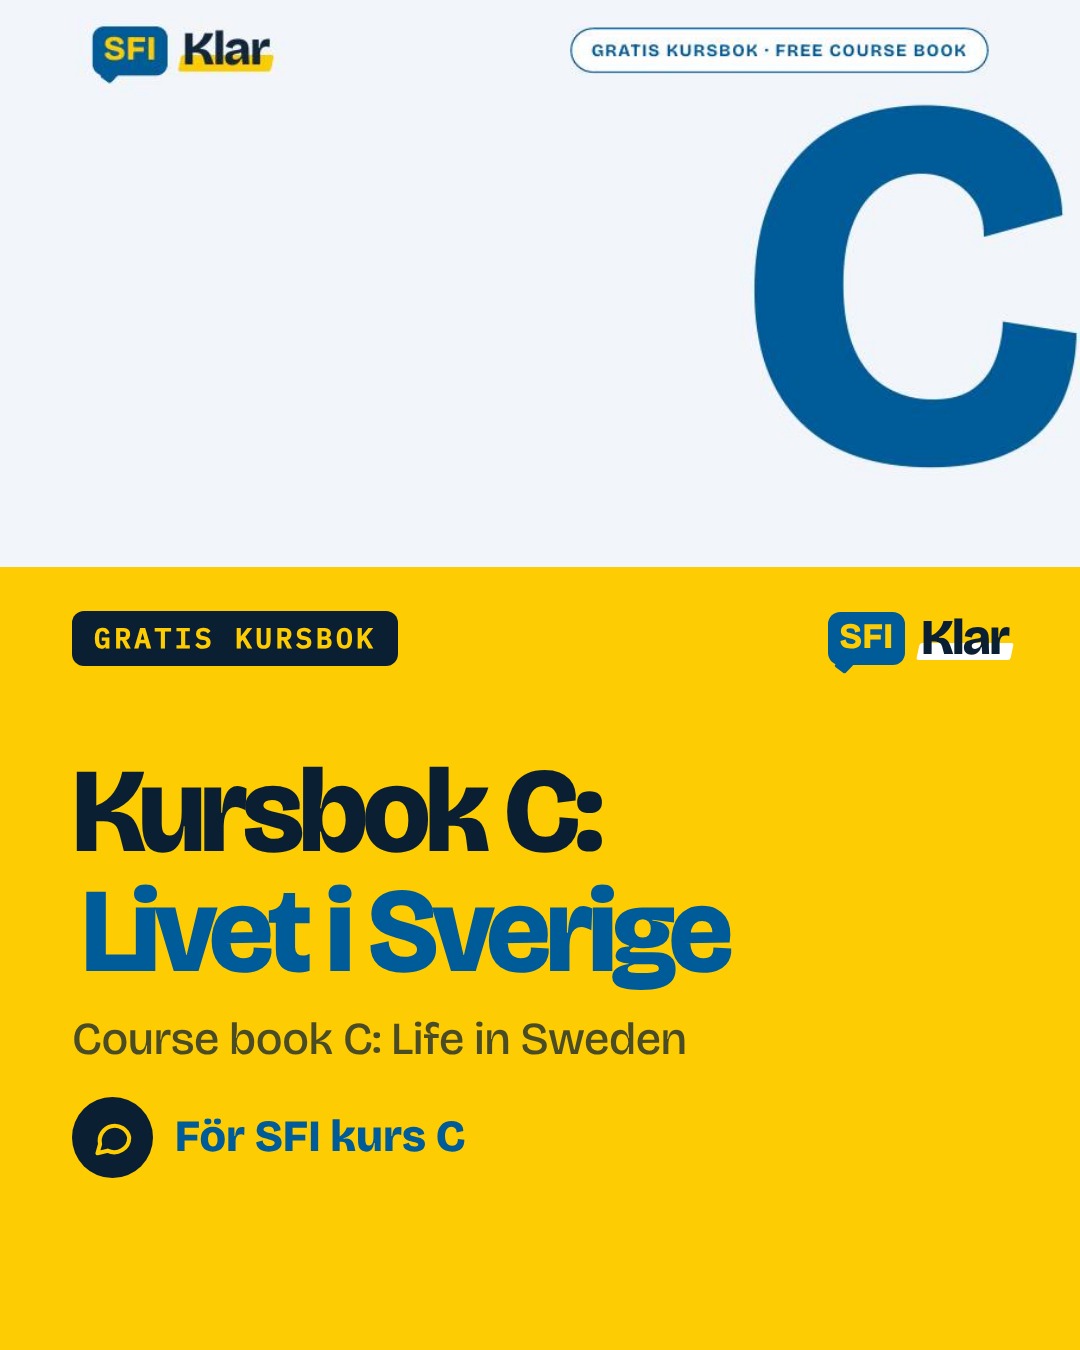 SFI Klar
GRATIS KURSBOK · FREE COURSE BOOK
C
GRATIS KURSBOK
SFI Klar
Kursbok C:
Livet i Sverige
Course book C: Life in Sweden
För SFI kurs C